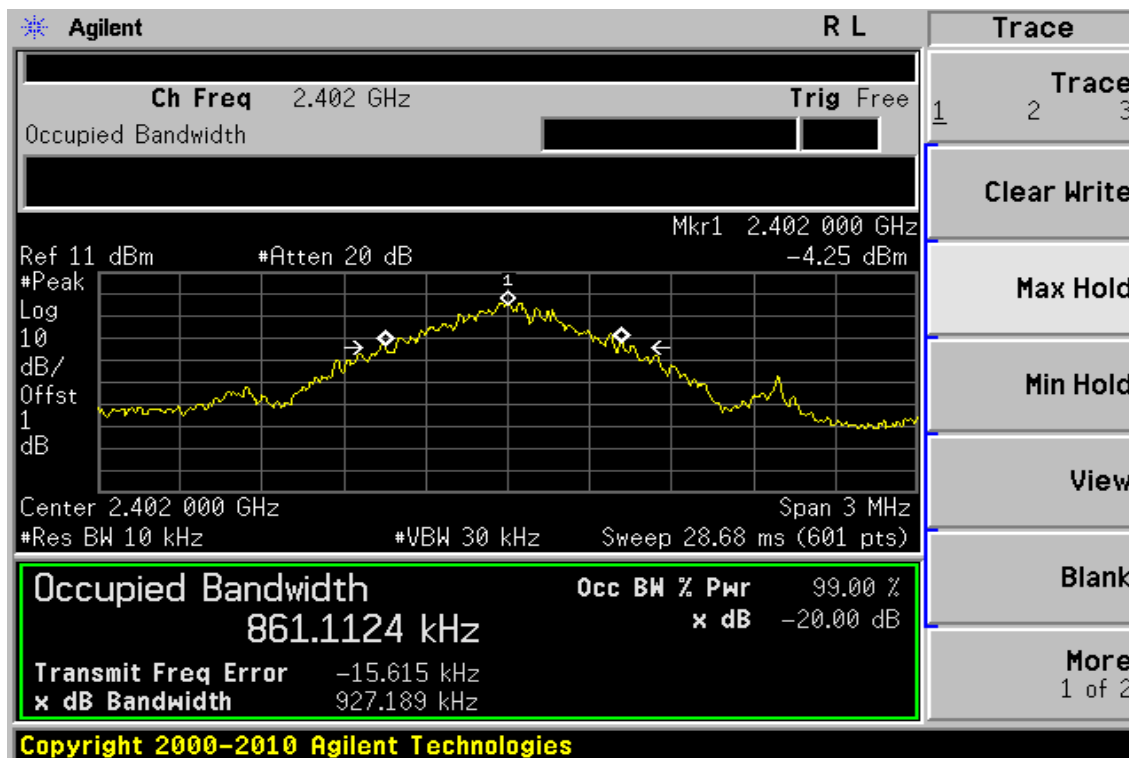 Agilent R L Trace
Ch Freq 2.402 GHz Trig Free
Occupied Bandwidth
Trace
1 2 3
Clear Write
Mkr1 2.402 000 GHz
Ref 11 dBm #Atten 20 dB −4.25 dBm
#Peak
Log
10
dB/
Offst
1
dB
1
Max Hold
Min Hold
View
Center 2.402 000 GHz Span 3 MHz
#Res BW 10 kHz #VBW 30 kHz Sweep 28.68 ms (601 pts)
Occupied Bandwidth
861.1124 kHz
Occ BW % Pwr 99.00 %
x dB −20.00 dB
Transmit Freq Error −15.615 kHz
x dB Bandwidth 927.189 kHz
Blank
More
1 of 2
Copyright 2000-2010 Agilent Technologies